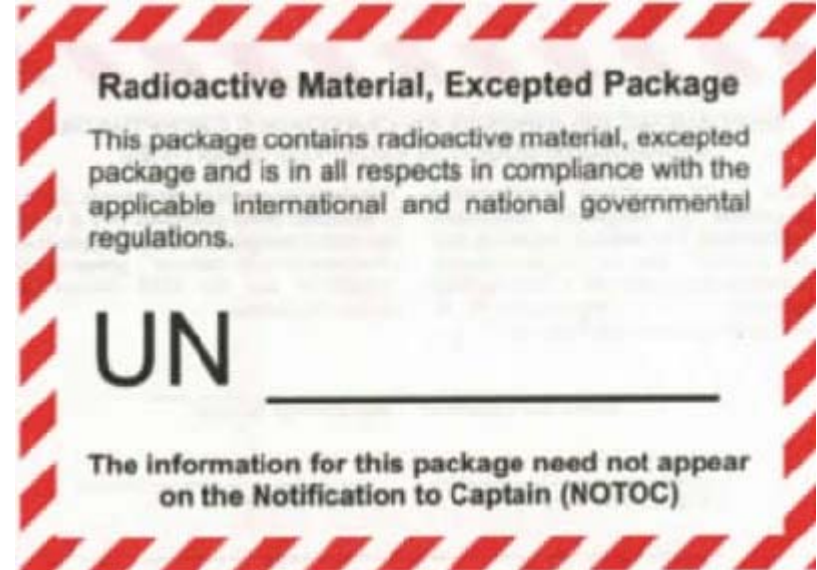 Radioactive Material, Excepted Package
This package contains radioactive material, excepted
package and is in all respects in compliance with the
applicable international and national governmental
regulations.
UN
The information for this package need not appear
on the Notification to Captain (NOTOC)